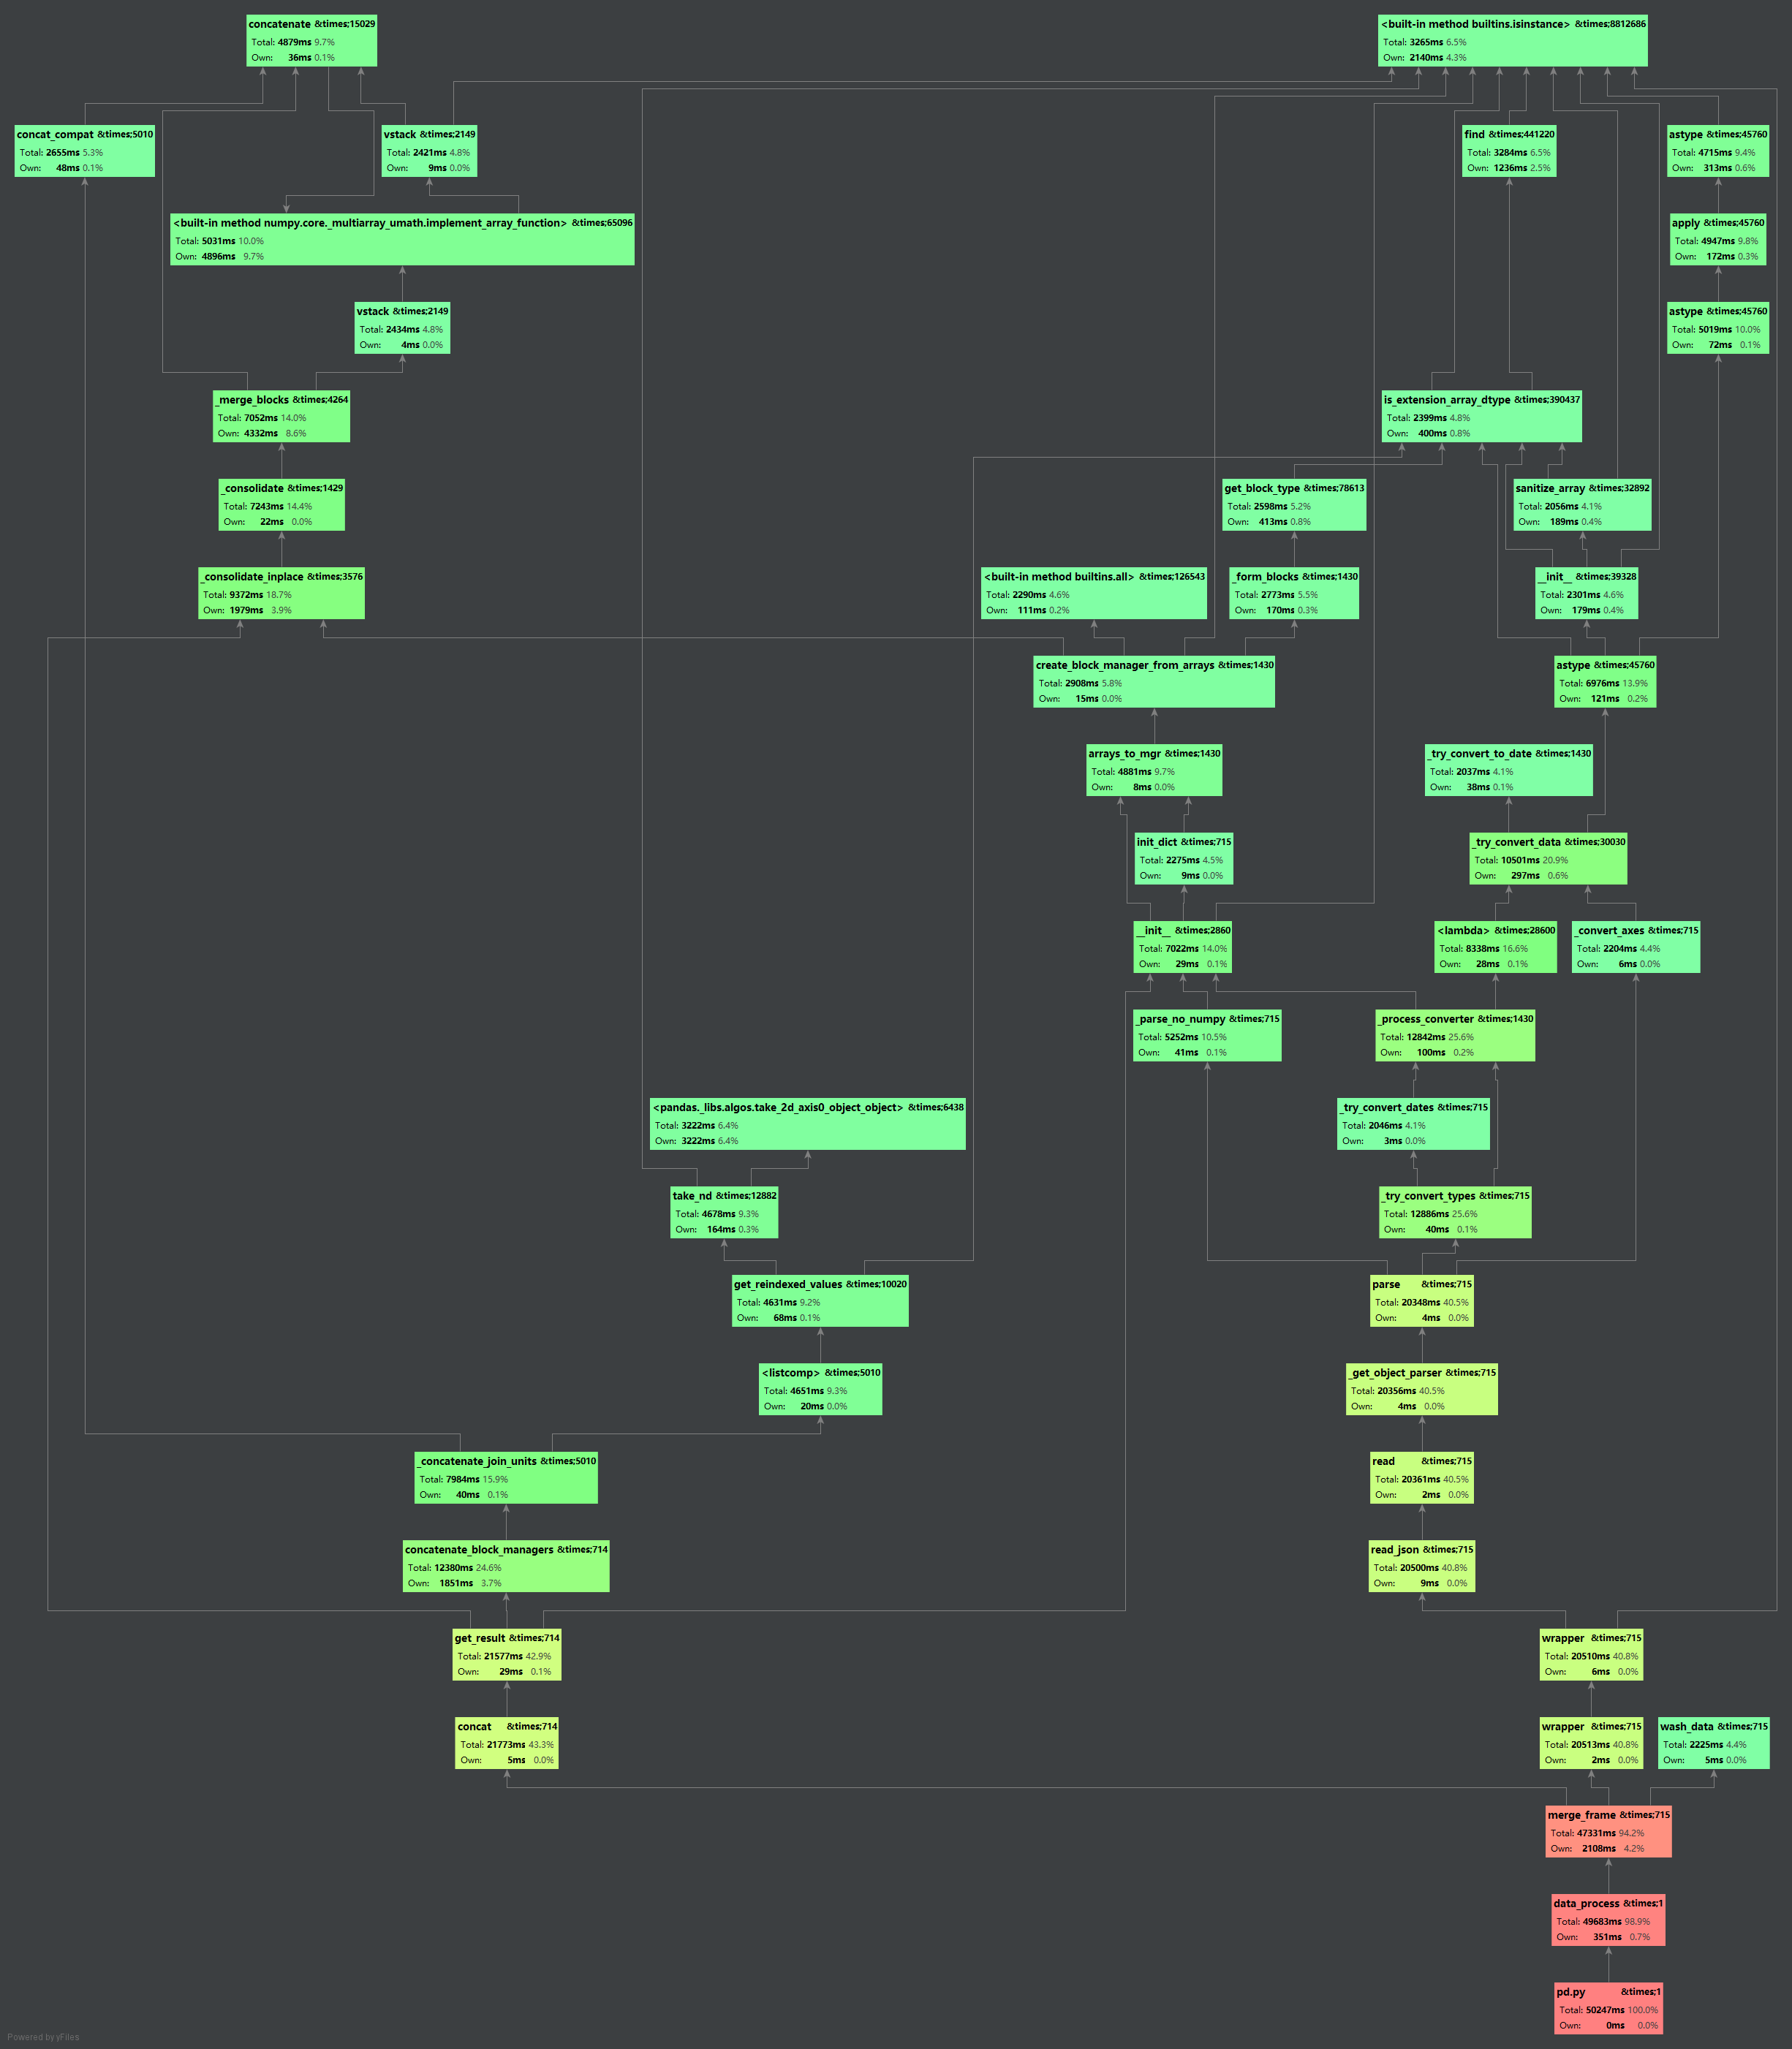 concatenate &times;15029
Total: 4879ms 9.7%
Own: 36ms 0.1%
<built-in method builtins.isinstance> &times;8812686
Total: 3265ms 6.5%
Own: 2140ms 4.3%
concat_compat &times;5010
Total: 2655ms 5.3%
Own: 48ms 0.1%
vstack &times;2149
Total: 2421ms 4.8%
Own: 9ms 0.0%
find &times;441220
Total: 3284ms 6.5%
Own: 1236ms 2.5%
astype &times;45760
Total: 4715ms 9.4%
Own: 313ms 0.6%
<built-in method numpy.core._multiarray_umath.implement_array_function> &times;65096
Total: 5031ms 10.0%
Own: 4896ms 9.7%
apply &times;45760
Total: 4947ms 9.8%
Own: 172ms 0.3%
vstack &times;2149
Total: 2434ms 4.8%
Own: 4ms 0.0%
astype &times;45760
Total: 5019ms 10.0%
Own: 72ms 0.1%
_merge_blocks &times;4264
Total: 7052ms 14.0%
Own: 4332ms 8.6%
is_extension_array_dtype &times;390437
Total: 2399ms 4.8%
Own: 400ms 0.8%
_consolidate &times;1429
Total: 7243ms 14.4%
Own: 22ms 0.0%
get_block_type &times;78613
Total: 2598ms 5.2%
Own: 413ms 0.8%
sanitize_array &times;32892
Total: 2056ms 4.1%
Own: 189ms 0.4%
_consolidate_inplace &times;3576
Total: 9372ms 18.7%
Own: 1979ms 3.9%
<built-in method builtins.all> &times;126543
Total: 2290ms 4.6%
Own: 111ms 0.2%
_form_blocks &times;1430
Total: 2773ms 5.5%
Own: 170ms 0.3%
__init__ &times;39328
Total: 2301ms 4.6%
Own: 179ms 0.4%
create_block_manager_from_arrays &times;1430
Total: 2908ms 5.8%
Own: 15ms 0.0%
astype &times;45760
Total: 6976ms 13.9%
Own: 121ms 0.2%
arrays_to_mgr &times;1430
Total: 4881ms 9.7%
Own: 8ms 0.0%
_try_convert_to_date &times;1430
Total: 2037ms 4.1%
Own: 38ms 0.1%
init_dict &times;715
Total: 2275ms 4.5%
Own: 9ms 0.0%
_try_convert_data &times;30030
Total: 10501ms 20.9%
Own: 297ms 0.6%
__init__ &times;2860
Total: 7022ms 14.0%
Own: 29ms 0.1%
<lambda> &times;28600
Total: 8338ms 16.6%
Own: 28ms 0.1%
_convert_axes &times;715
Total: 2204ms 4.4%
Own: 6ms 0.0%
_parse_no_numpy &times;715
Total: 5252ms 10.5%
Own: 41ms 0.1%
_process_converter &times;1430
Total: 12842ms 25.6%
Own: 100ms 0.2%
<pandas._libs.algos.take_2d_axis0_object_object> &times;6438
Total: 3222ms 6.4%
Own: 3222ms 6.4%
_try_convert_dates &times;715
Total: 2046ms 4.1%
Own: 3ms 0.0%
take_nd &times;12882
Total: 4678ms 9.3%
Own: 164ms 0.3%
_try_convert_types &times;715
Total: 12886ms 25.6%
Own: 40ms 0.1%
get_reindexed_values &times;10020
Total: 4631ms 9.2%
Own: 68ms 0.1%
parse &times;715
Total: 20348ms 40.5%
Own: 4ms 0.0%
<listcomp> &times;5010
Total: 4651ms 9.3%
Own: 20ms 0.0%
_get_object_parser &times;715
Total: 20356ms 40.5%
Own: 4ms 0.0%
_concatenate_join_units &times;5010
Total: 7984ms 15.9%
Own: 40ms 0.1%
read &times;715
Total: 20361ms 40.5%
Own: 2ms 0.0%
concatenate_block_managers &times;714
Total: 12380ms 24.6%
Own: 1851ms 3.7%
read_json &times;715
Total: 20500ms 40.8%
Own: 9ms 0.0%
get_result &times;714
Total: 21577ms 42.9%
Own: 29ms 0.1%
wrapper &times;715
Total: 20510ms 40.8%
Own: 6ms 0.0%
concat &times;714
Total: 21773ms 43.3%
Own: 5ms 0.0%
wrapper &times;715
Total: 20513ms 40.8%
Own: 2ms 0.0%
wash_data &times;715
Total: 2225ms 4.4%
Own: 5ms 0.0%
merge_frame &times;715
Total: 47331ms 94.2%
Own: 2108ms 4.2%
data_process &times;1
Total: 49683ms 98.9%
Own: 351ms 0.7%
pd.py &times;1
Total: 50247ms 100.0%
Own: 0ms 0.0%
Powered by yFiles